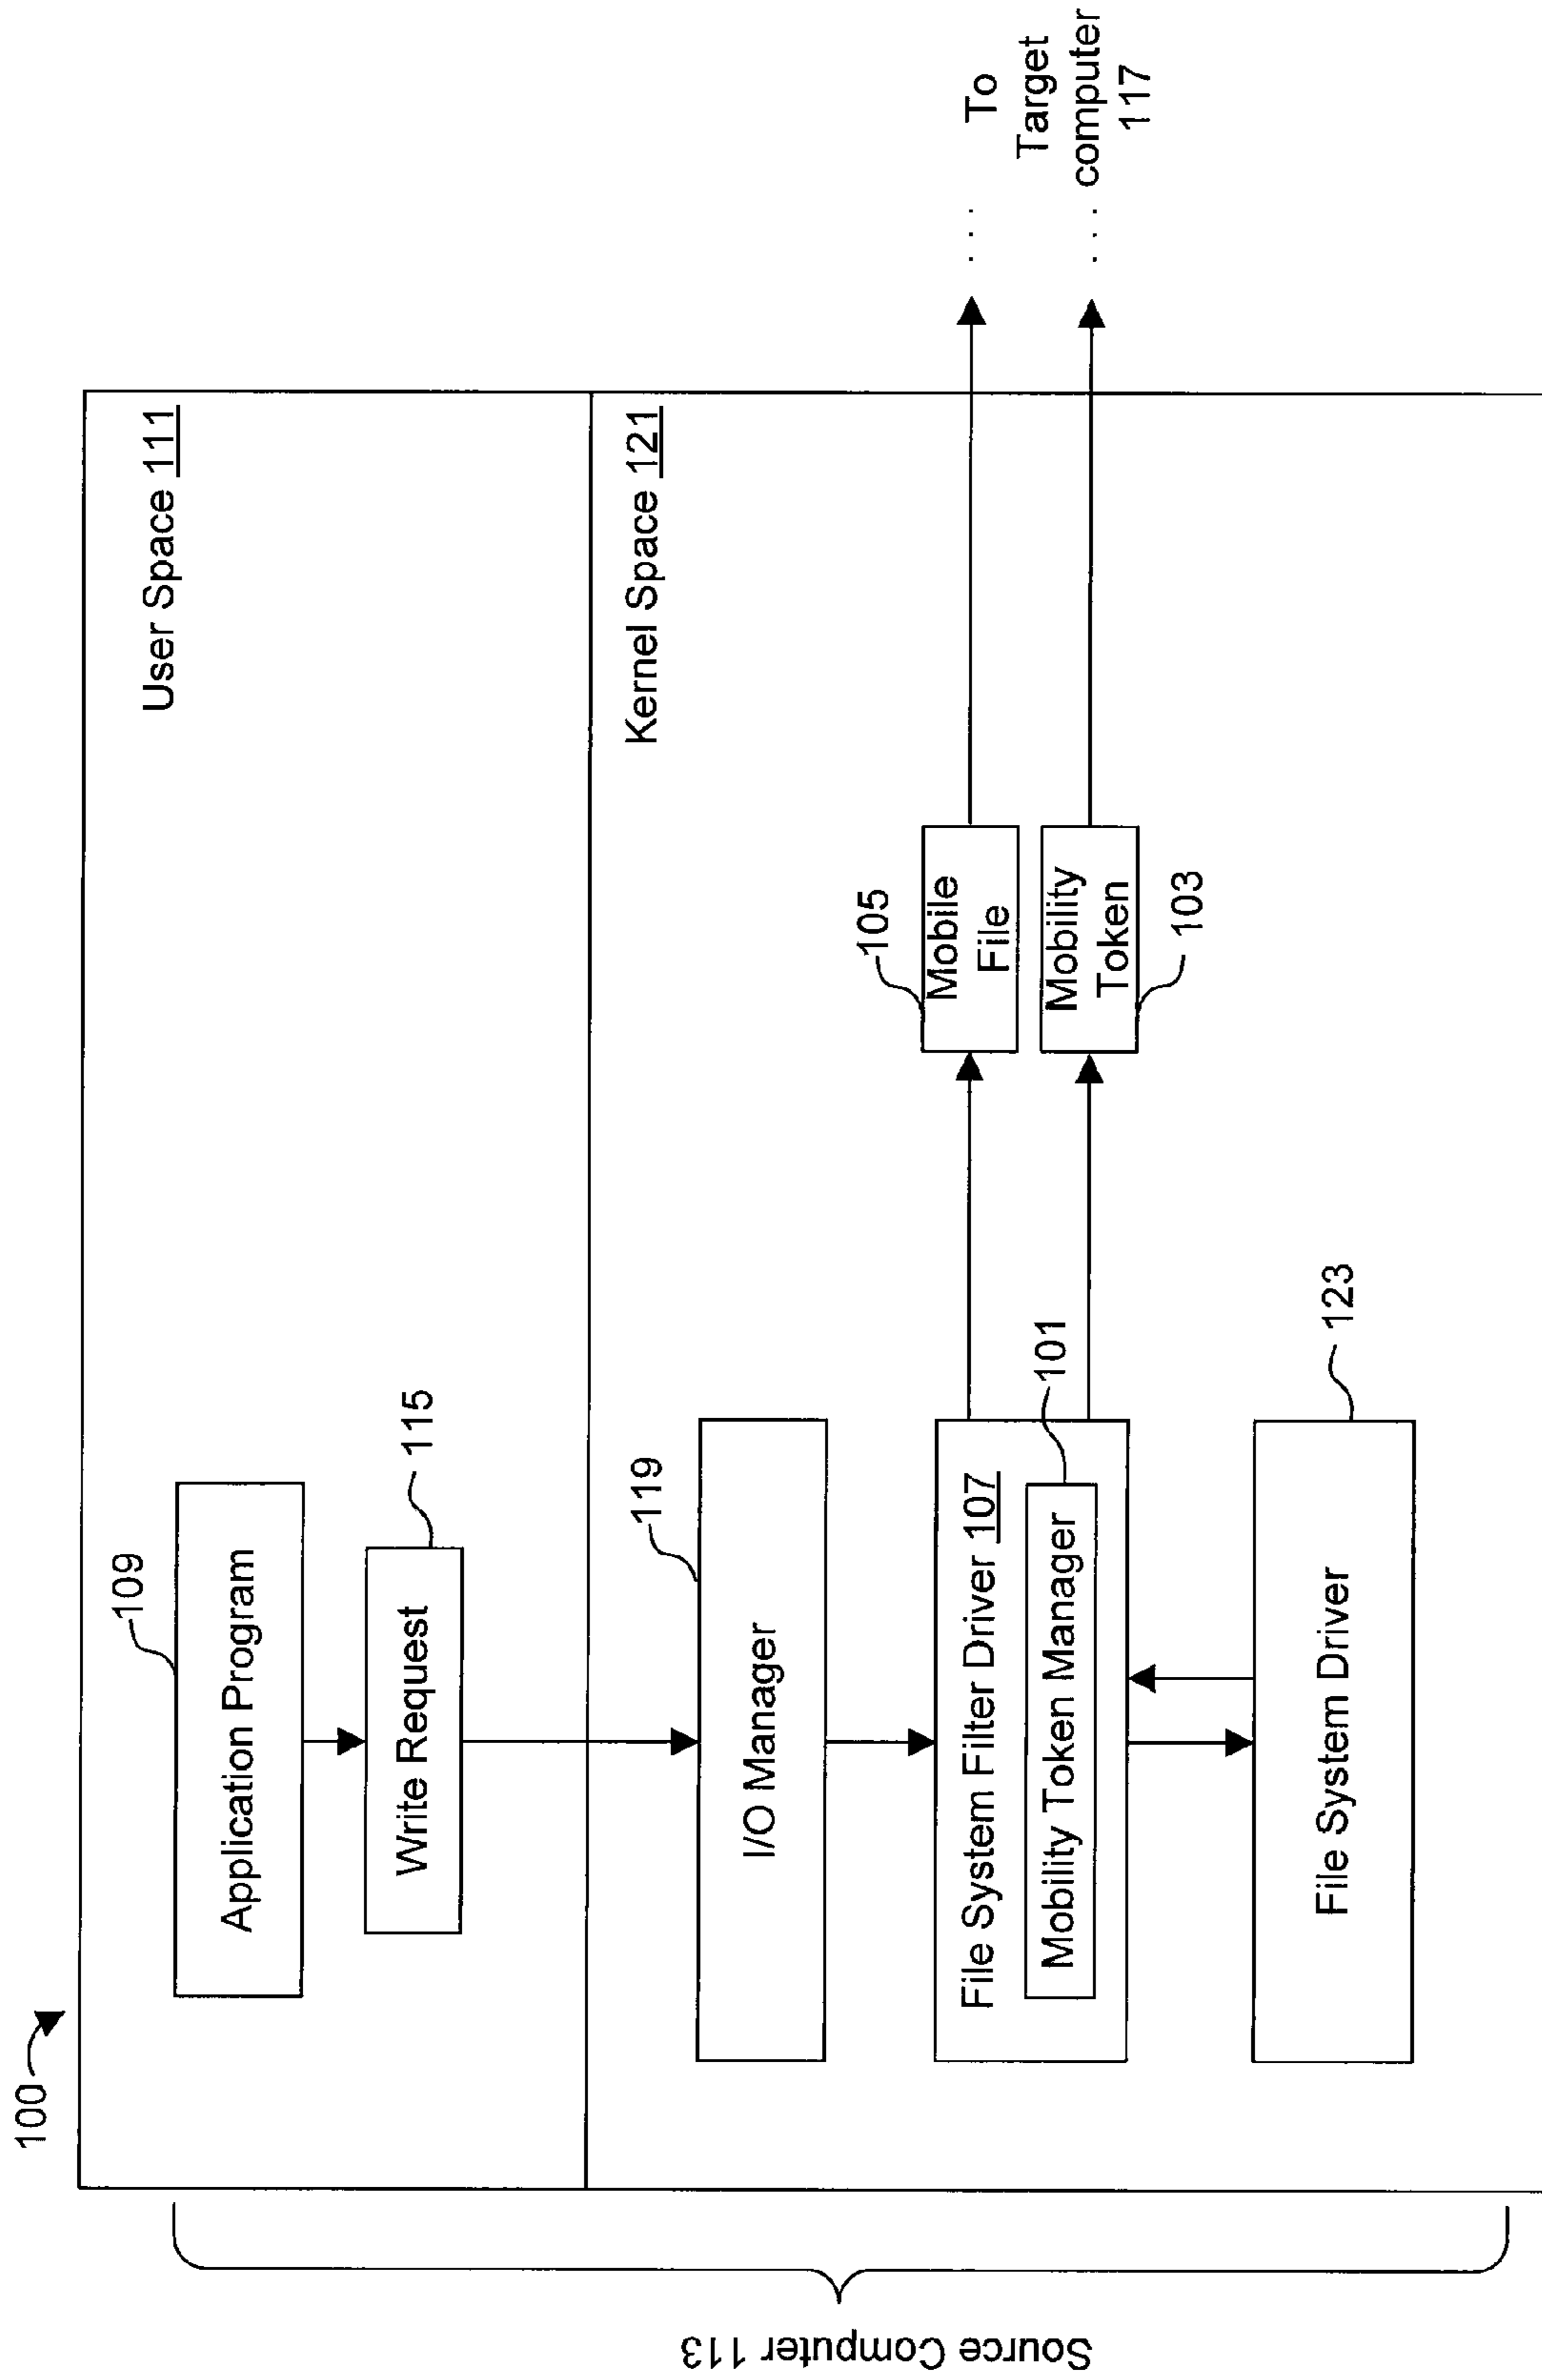 100
User Space 111
109
Application Program
115
Write Request
Kernel Space 121
119
I/O Manager
File System Filter Driver 107
101
Mobility Token Manager
105
Mobile
File
Mobility
Token
103
To
Target
computer
117
. . .
. . .
123
File System Driver
Source Computer 113